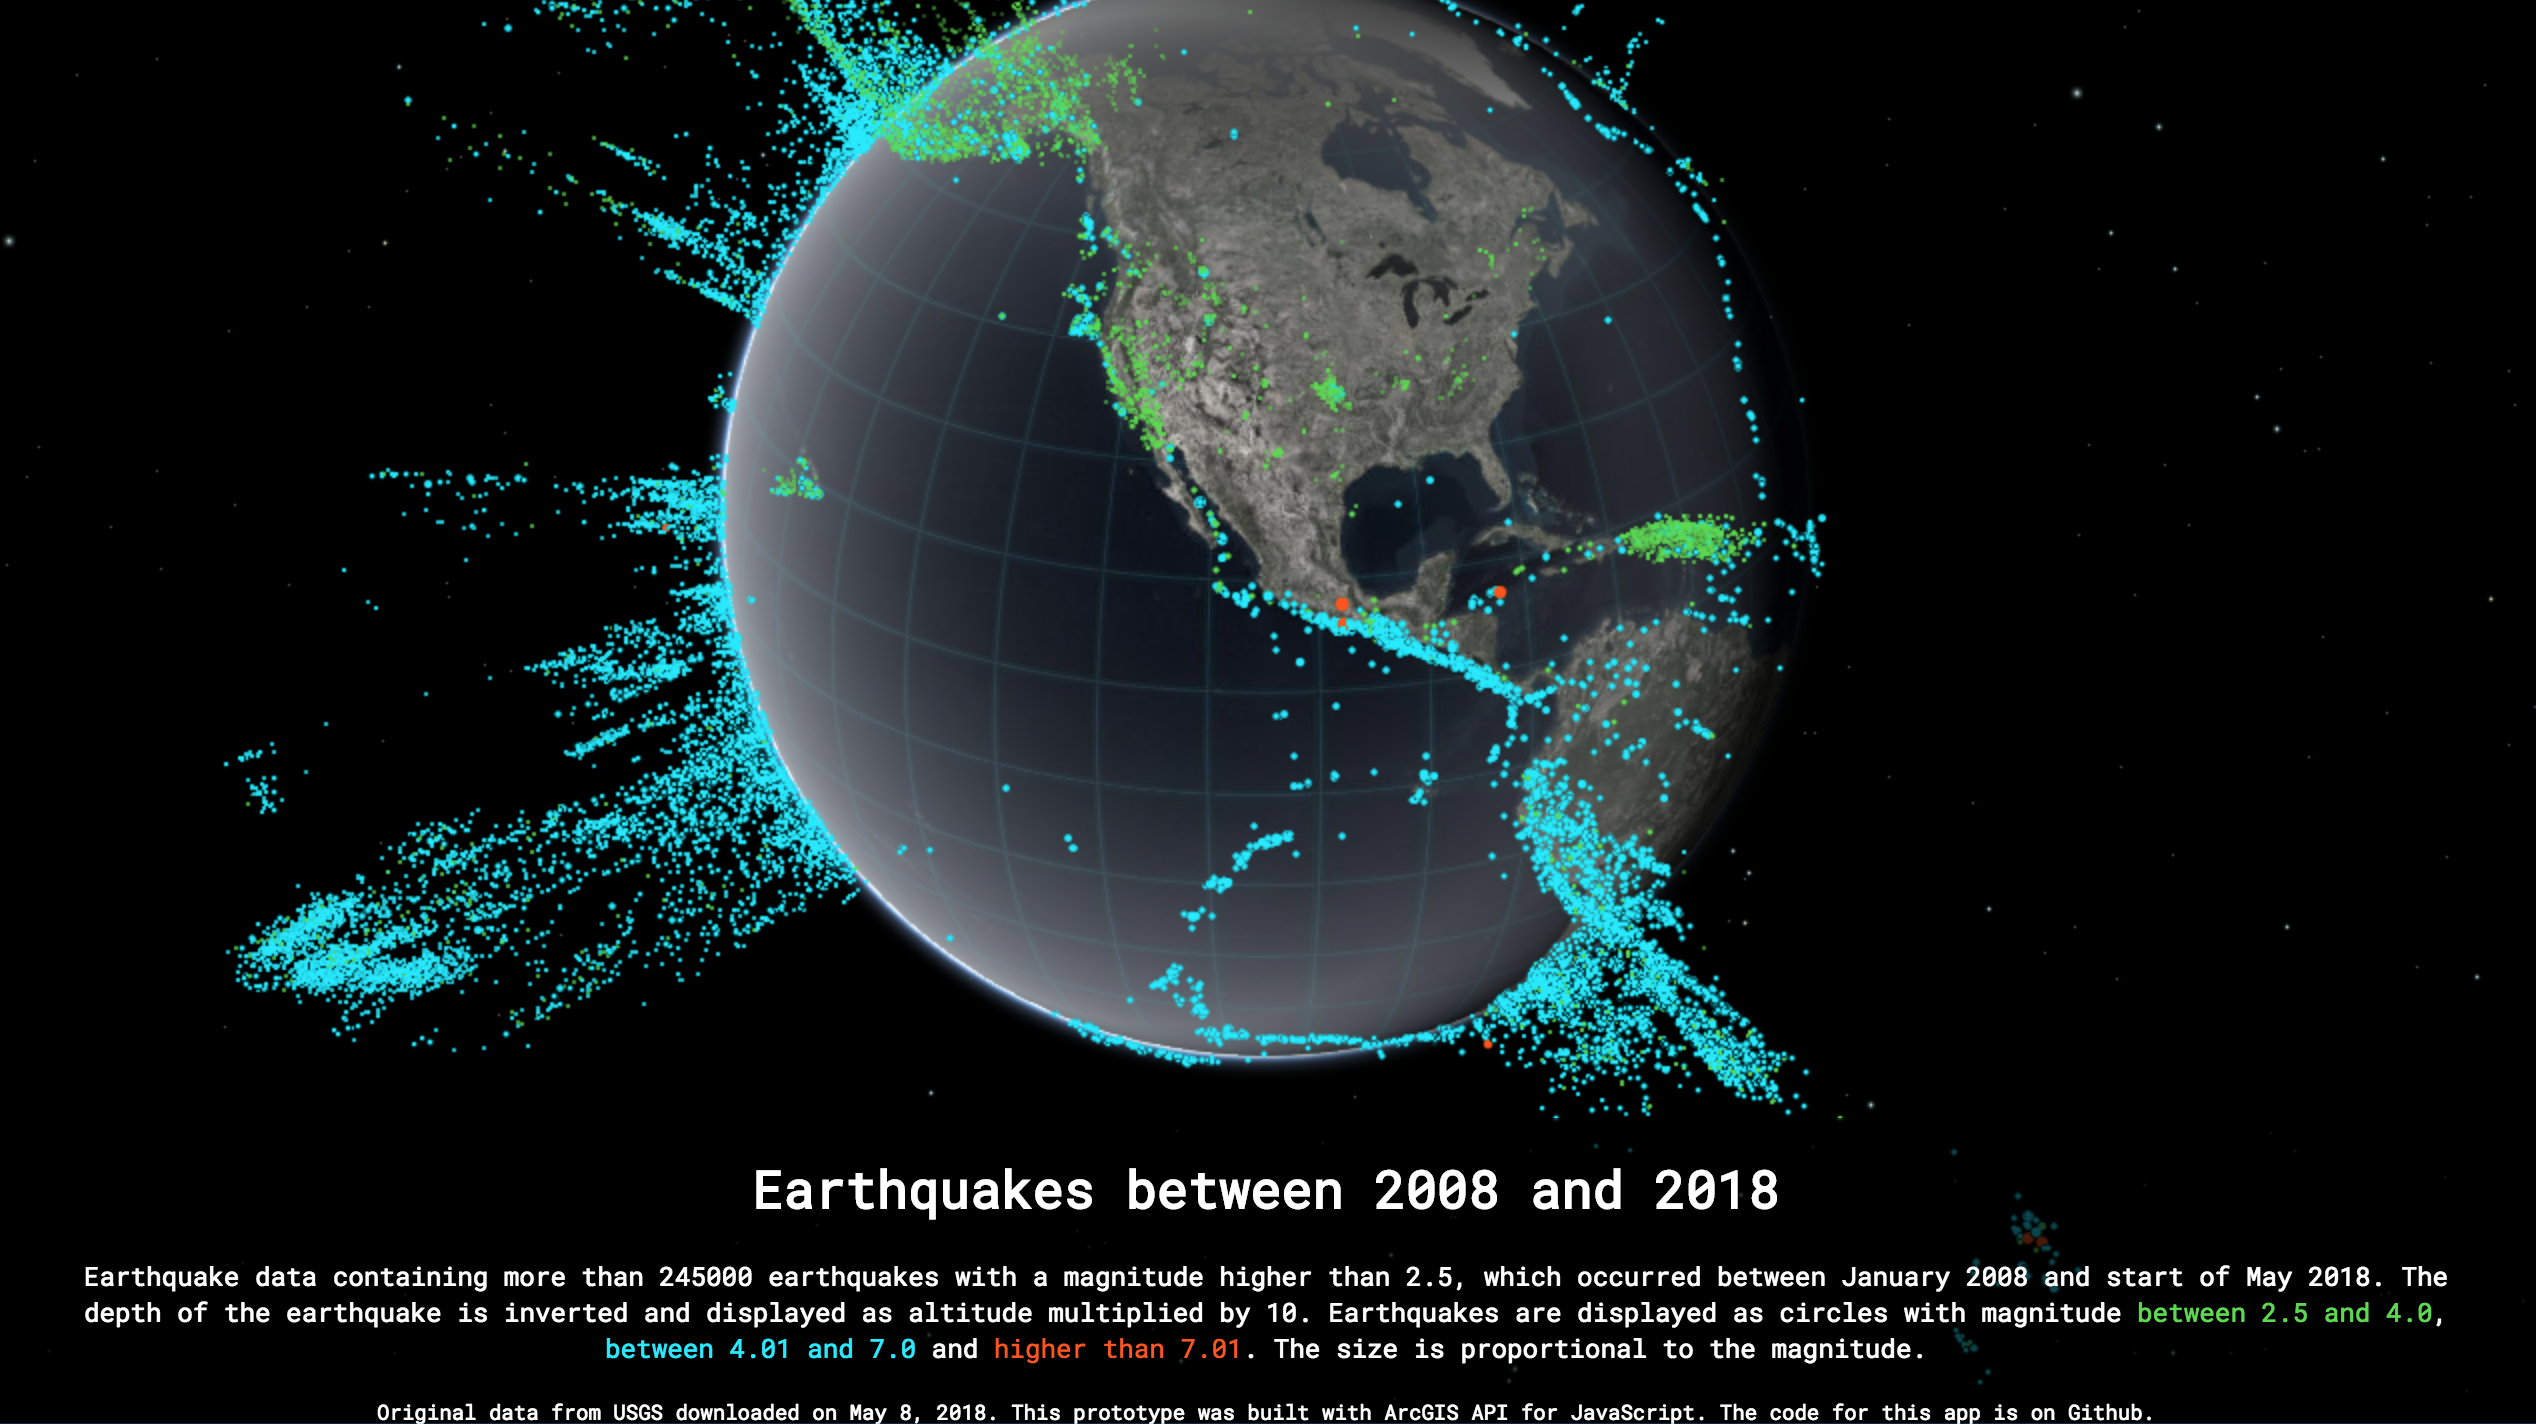 Earthquakes between 2008 and 2018
Earthquake data containing more than 245000 earthquakes with a magnitude higher than 2.5, which occurred between January 2008 and start of May 2018. The
depth of the earthquake is inverted and displayed as altitude multiplied by 10. Earthquakes are displayed as circles with magnitude between 2.5 and 4.0,
between 4.01 and 7.0 and higher than 7.01. The size is proportional to the magnitude.
Original data from USGS downloaded on May 8, 2018. This prototype was built with ArcGIS API for JavaScript. The code for this app is on Github.